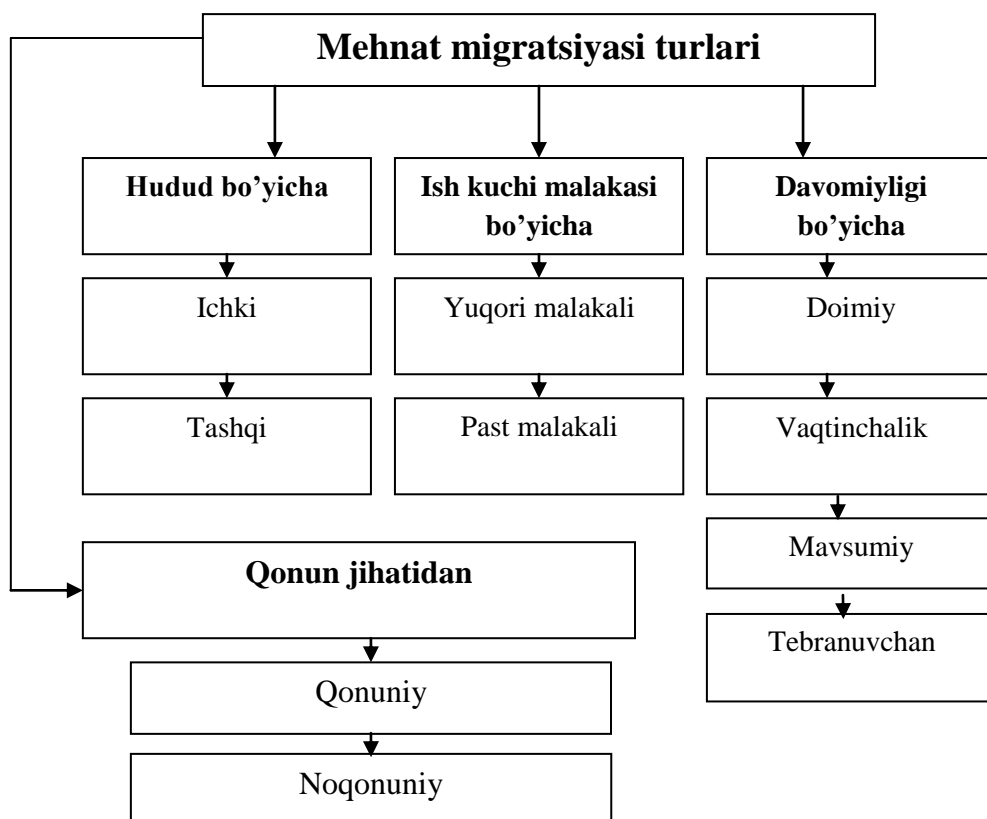 Mehnat migratsiyasi turlari
Hudud bo’yicha
Ish kuchi malakasi
bo’yicha
Davomiyligi
bo’yicha
Ichki
Yuqori malakali
Doimiy
Tashqi
Past malakali
Vaqtinchalik
Mavsumiy
Tebranuvchan
Qonun jihatidan
Qonuniy
Noqonuniy